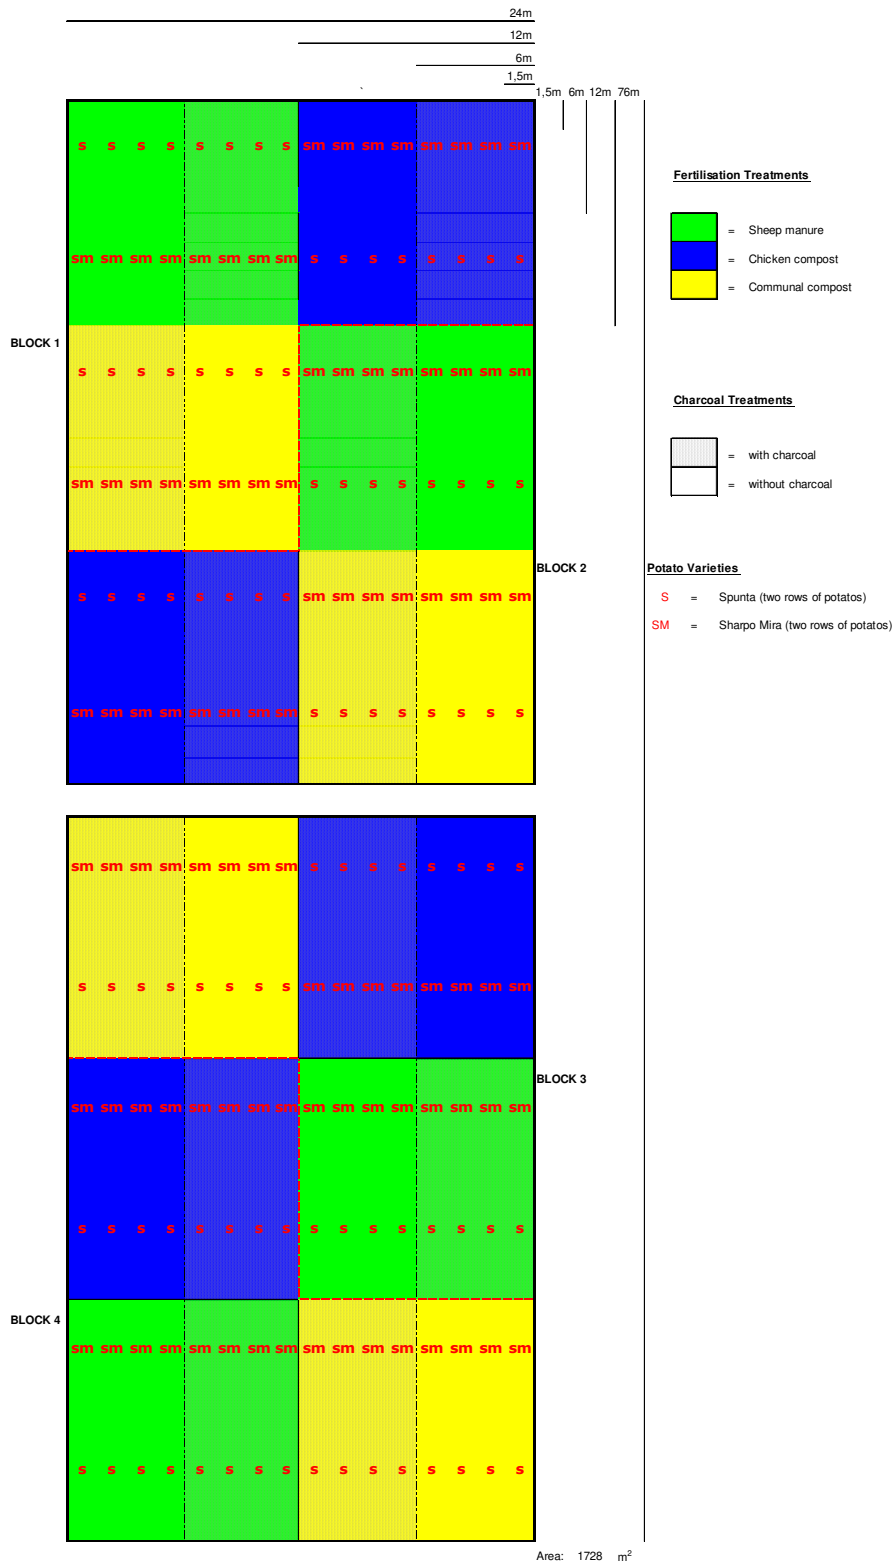 24m
12m
6m
1,5m
1,5m 6m 12m 76m
s s s s s s s s sm sm sm sm sm sm sm sm
Fertilisation Treatments
= Sheep manure
sm sm sm sm sm sm sm sm s s s s s s s s
= Chicken compost
= Communal compost
BLOCK 1
s s s s s s s s sm sm sm sm sm sm sm sm
Charcoal Treatments
= with charcoal
sm sm sm sm sm sm sm sm s s s s s s s s
= without charcoal
BLOCK 2
Potato Varieties
s s s s s s s s sm sm sm sm sm sm sm sm
S = Spunta (two rows of potatos)
SM = Sharpo Mira (two rows of potatos)
sm sm sm sm sm sm sm sm s s s s s s s s
sm sm sm sm sm sm sm sm s s s s s s s s
s s s s s s s s sm sm sm sm sm sm sm sm
BLOCK 3
sm sm sm sm sm sm sm sm sm sm sm sm sm sm sm sm
s s s s s s s s s s s s s s s s
BLOCK 4
sm sm sm sm sm sm sm sm sm sm sm sm sm sm sm sm
s s s s s s s s s s s s s s s s
Area: 1728 m²